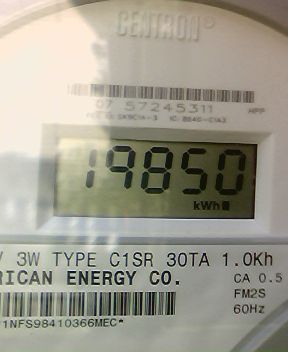 CENTRON®
07 57245311
HPP
19850
kWh
V 3W TYPE C1SR 30TA 1.0Kh
RICAN ENERGY CO.
CA 0.5
FM2S
60Hz
1NFS98410366MEC*